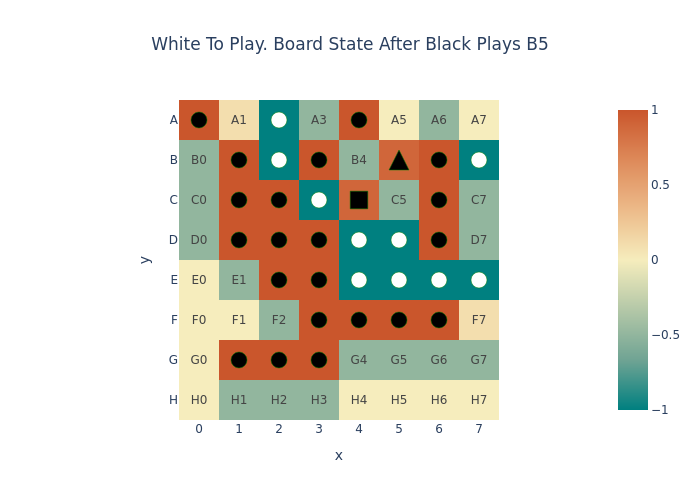 White To Play. Board State After Black Plays B5
A A1 A3 A5 A6 A7 1
B B0 B4
C C0 C5 C7 0.5
D D0 D7
y
E E0 E1 0
F F0 F1 F2 F7 −0.5
G G0 G4 G5 G6 G7
H H0 H1 H2 H3 H4 H5 H6 H7 −1
0 1 2 3 4 5 6 7
x